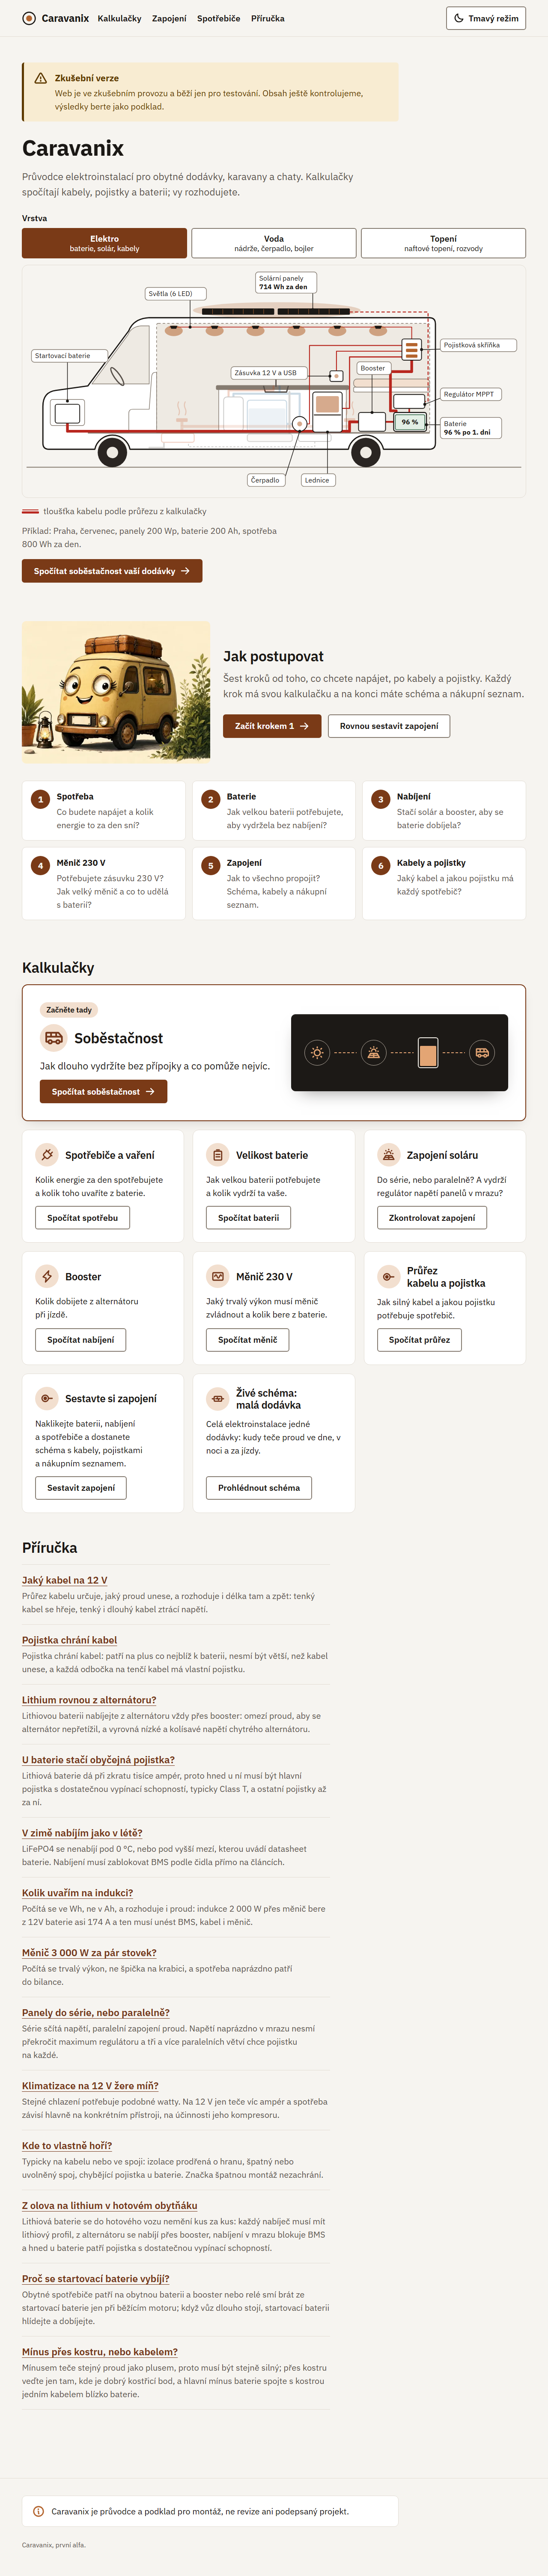 Caravanix Kalkulačky Zapojení Spotřebiče Příručka Tmavý režim
Zkušební verze
Web je ve zkušebním provozu a běží jen pro testování. Obsah ještě kontrolujeme,
výsledky berte jako podklad.
Caravanix
Průvodce elektroinstalací pro obytné dodávky, karavany a chaty. Kalkulačky
spočítají kabely, pojistky a baterii; vy rozhodujete.
Vrstva
Elektro
baterie, solár, kabely
Voda
nádrže, čerpadlo, bojler
Topení
naftové topení, rozvody
Solární panely
714 Wh za den
Světla (6 LED)
Pojistková skříňka
Startovací baterie
Zásuvka 12 V a USB
Booster
Regulátor MPPT
96 %
Baterie
96 % po 1. dni
Čerpadlo
Lednice
tloušťka kabelu podle průřezu z kalkulačky
Příklad: Praha, červenec, panely 200 Wp, baterie 200 Ah, spotřeba
800 Wh za den.
Spočítat soběstačnost vaší dodávky
Jak postupovat
Šest kroků od toho, co chcete napájet, po kabely a pojistky. Každý
krok má svou kalkulačku a na konci máte schéma a nákupní seznam.
Začít krokem 1
Rovnou sestavit zapojení
1 Spotřeba
Co budete napájet a kolik
energie to za den sní?
2 Baterie
Jak velkou baterii potřebujete,
aby vydržela bez nabíjení?
3 Nabíjení
Stačí solár a booster, aby se
baterie dobíjela?
4 Měnič 230 V
Potřebujete zásuvku 230 V?
Jak velký měnič a co to udělá
s baterií?
5 Zapojení
Jak to všechno propojit?
Schéma, kabely a nákupní
seznam.
6 Kabely a pojistky
Jaký kabel a jakou pojistku má
každý spotřebič?
Kalkulačky
Začněte tady
Soběstačnost
Jak dlouho vydržíte bez přípojky a co pomůže nejvíc.
Spočítat soběstačnost
Spotřebiče a vaření
Kolik energie za den spotřebujete
a kolik toho uvaříte z baterie.
Spočítat spotřebu
Velikost baterie
Jak velkou baterii potřebujete
a kolik vydrží ta vaše.
Spočítat baterii
Zapojení soláru
Do série, nebo paralelně? A vydrží
regulátor napětí panelů v mrazu?
Zkontrolovat zapojení
Booster
Kolik dobijete z alternátoru
při jízdě.
Spočítat nabíjení
Měnič 230 V
Jaký trvalý výkon musí měnič
zvládnout a kolik bere z baterie.
Spočítat měnič
Průřez
kabelu a pojistka
Jak silný kabel a jakou pojistku
potřebuje spotřebič.
Spočítat průřez
Sestavte si zapojení
Naklikejte baterii, nabíjení
a spotřebiče a dostanete
schéma s kabely, pojistkami
a nákupním seznamem.
Sestavit zapojení
Živé schéma:
malá dodávka
Celá elektroinstalace jedné
dodávky: kudy teče proud ve dne, v
noci a za jízdy.
Prohlédnout schéma
Příručka
Jaký kabel na 12 V
Průřez kabelu určuje, jaký proud unese, a rozhoduje i délka tam a zpět: tenký
kabel se hřeje, tenký i dlouhý kabel ztrácí napětí.
Pojistka chrání kabel
Pojistka chrání kabel: patří na plus co nejblíž k baterii, nesmí být větší, než kabel
unese, a každá odbočka na tenčí kabel má vlastní pojistku.
Lithium rovnou z alternátoru?
Lithiovou baterii nabíjejte z alternátoru vždy přes booster: omezí proud, aby se
alternátor nepřetížil, a vyrovná nízké a kolísavé napětí chytrého alternátoru.
U baterie stačí obyčejná pojistka?
Lithiová baterie dá při zkratu tisíce ampér, proto hned u ní musí být hlavní
pojistka s dostatečnou vypínací schopností, typicky Class T, a ostatní pojistky až
za ní.
V zimě nabíjím jako v létě?
LiFePO4 se nenabíjí pod 0 °C, nebo pod vyšší mezí, kterou uvádí datasheet
baterie. Nabíjení musí zablokovat BMS podle čidla přímo na článcích.
Kolik uvařím na indukci?
Počítá se ve Wh, ne v Ah, a rozhoduje i proud: indukce 2 000 W přes měnič bere
z 12V baterie asi 174 A a ten musí unést BMS, kabel i měnič.
Měnič 3 000 W za pár stovek?
Počítá se trvalý výkon, ne špička na krabici, a spotřeba naprázdno patří
do bilance.
Panely do série, nebo paralelně?
Série sčítá napětí, paralelní zapojení proud. Napětí naprázdno v mrazu nesmí
překročit maximum regulátoru a tři a více paralelních větví chce pojistku
na každé.
Klimatizace na 12 V žere míň?
Stejné chlazení potřebuje podobné watty. Na 12 V jen teče víc ampér a spotřeba
závisí hlavně na konkrétním přístroji, na účinnosti jeho kompresoru.
Kde to vlastně hoří?
Typicky na kabelu nebo ve spoji: izolace prodřená o hranu, špatný nebo
uvolněný spoj, chybějící pojistka u baterie. Značka špatnou montáž nezachrání.
Z olova na lithium v hotovém obytňáku
Lithiová baterie se do hotového vozu nemění kus za kus: každý nabíječ musí mít
lithiový profil, z alternátoru se nabíjí přes booster, nabíjení v mrazu blokuje BMS
a hned u baterie patří pojistka s dostatečnou vypínací schopností.
Proč se startovací baterie vybíjí?
Obytné spotřebiče patří na obytnou baterii a booster nebo relé smí brát ze
startovací baterie jen při běžícím motoru; když vůz dlouho stojí, startovací baterii
hlídejte a dobíjejte.
Mínus přes kostru, nebo kabelem?
Mínusem teče stejný proud jako plusem, proto musí být stejně silný; přes kostru
veďte jen tam, kde je dobrý kostřicí bod, a hlavní mínus baterie spojte s kostrou
jedním kabelem blízko baterie.
Caravanix je průvodce a podklad pro montáž, ne revize ani podepsaný projekt.
Caravanix, první alfa.